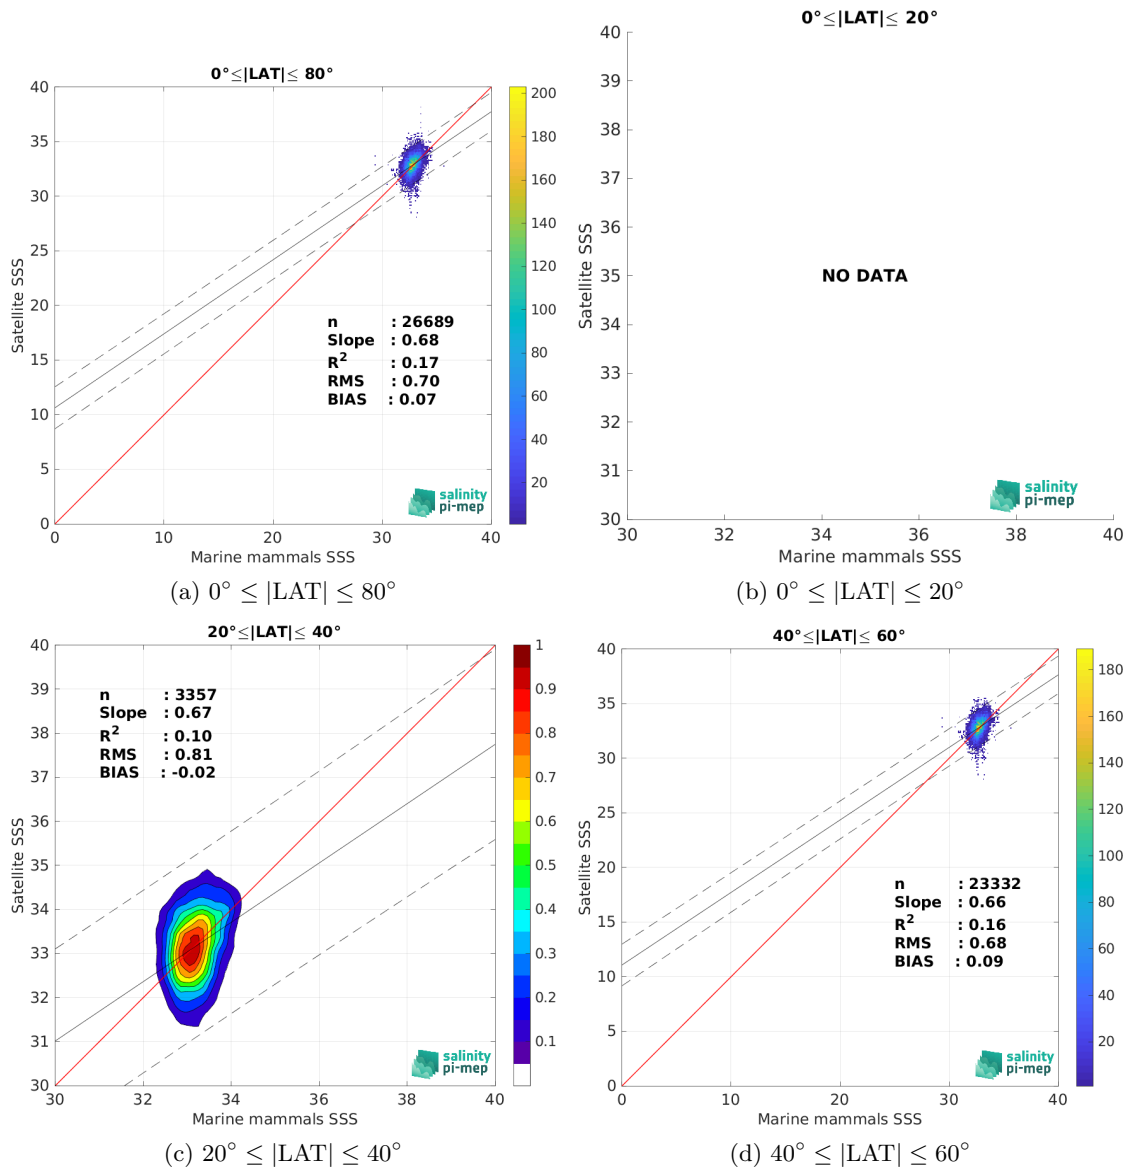 0°≤|LAT|≤ 80°
40
35
30
25
20
15
10
5
0
Satellite SSS
n : 26689
Slope : 0.68
R² : 0.17
RMS : 0.70
BIAS : 0.07
salinity
pi-mep
0 10 20 30 40
Marine mammals SSS
200
180
160
140
120
100
80
60
40
20
(a) 0° ≤ |LAT| ≤ 80°
0°≤|LAT|≤ 20°
40
39
38
37
36
35
34
33
32
31
30
Satellite SSS
NO DATA
salinity
pi-mep
30 32 34 36 38 40
Marine mammals SSS
(b) 0° ≤ |LAT| ≤ 20°
20°≤|LAT|≤ 40°
40
39
38
37
36
35
34
33
32
31
30
Satellite SSS
n : 3357
Slope : 0.67
R² : 0.10
RMS : 0.81
BIAS : -0.02
salinity
pi-mep
30 32 34 36 38 40
Marine mammals SSS
1
0.9
0.8
0.7
0.6
0.5
0.4
0.3
0.2
0.1
(c) 20° ≤ |LAT| ≤ 40°
40°≤|LAT|≤ 60°
40
35
30
25
20
15
10
5
0
Satellite SSS
n : 23332
Slope : 0.66
R² : 0.16
RMS : 0.68
BIAS : 0.09
salinity
pi-mep
0 10 20 30 40
Marine mammals SSS
180
160
140
120
100
80
60
40
20
(d) 40° ≤ |LAT| ≤ 60°